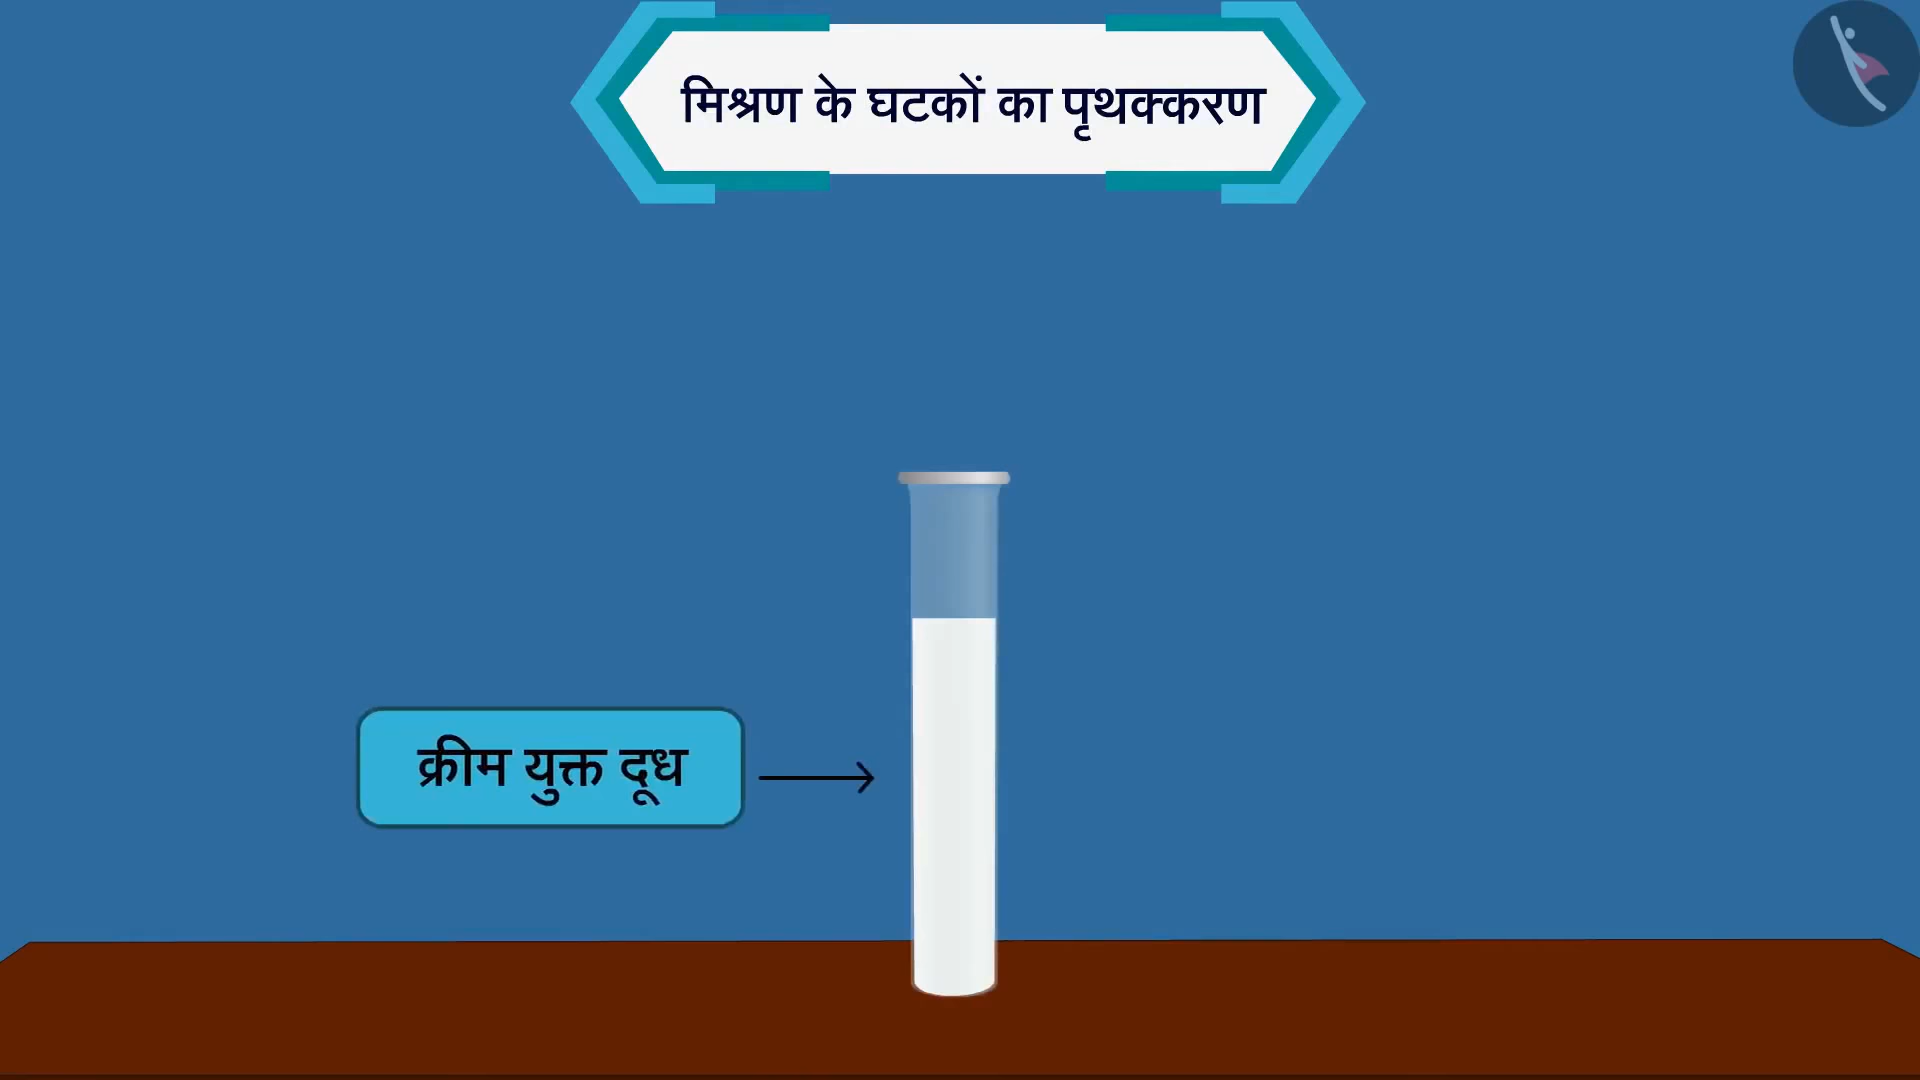 मिश्रण के घटकों का पृथक्करण
क्रीम युक्त दूध